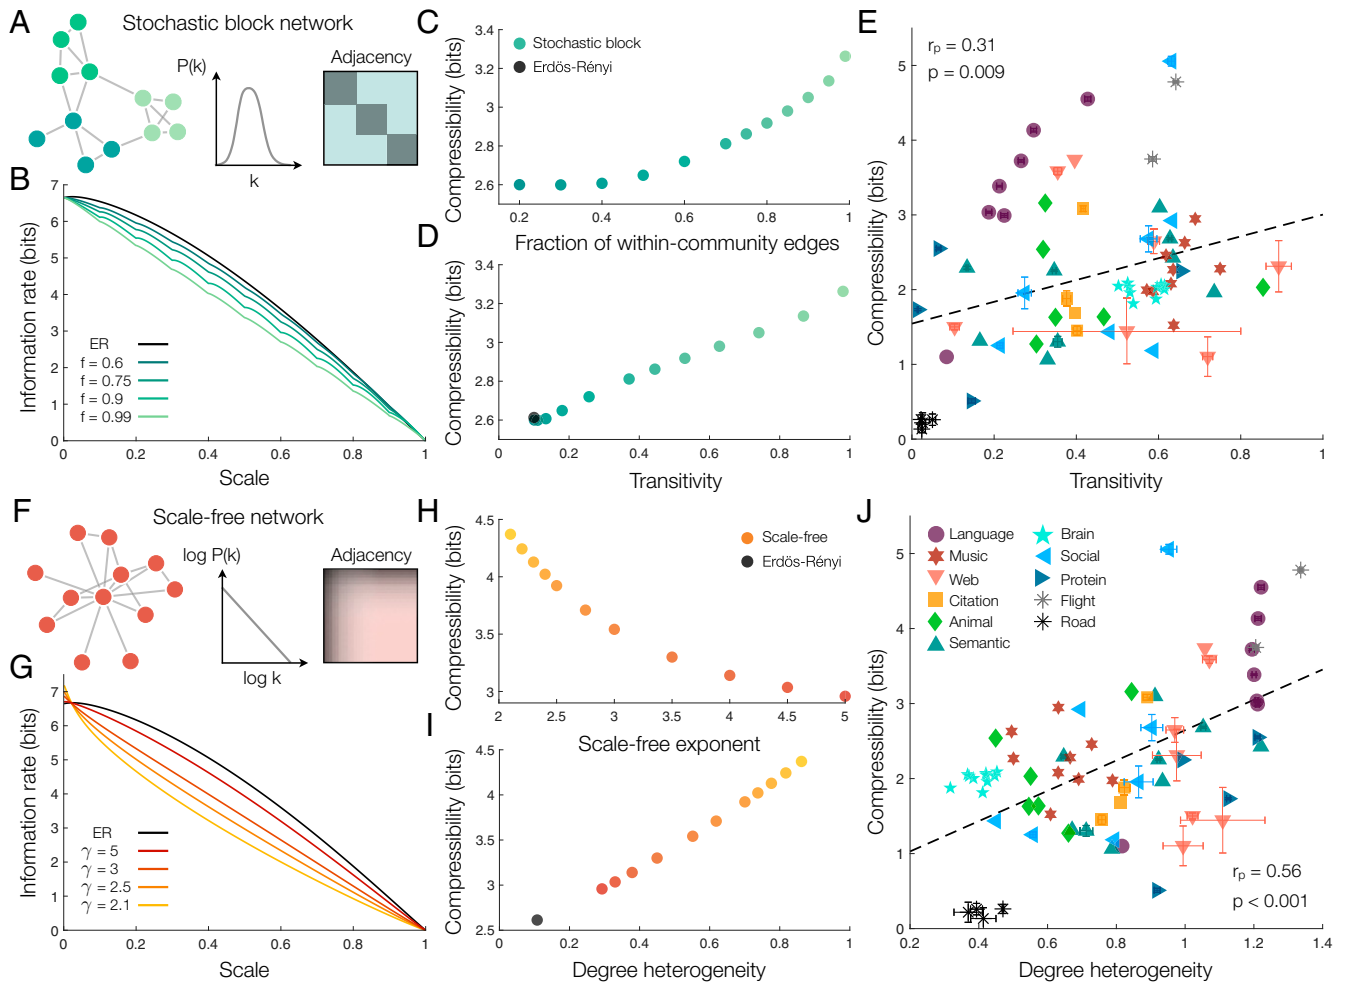 A
Stochastic block network
P(k)
k
Adjacency
B
Information rate (bits)
7
6
5
4
3
2
1
0
ER
f = 0.6
f = 0.75
f = 0.9
f = 0.99
0 0.2 0.4 0.6 0.8 1
Scale
C
Compressibility (bits)
3.4
3.2
3
2.8
2.6
Stochastic block
Erdös-Rényi
0.2 0.3 0.4 0.5 0.6 0.7 0.8 0.9 1
Fraction of within-community edges
D
Compressibility (bits)
3.4
3.2
3
2.8
2.6
0 0.2 0.4 0.6 0.8 1
Transitivity
E
rp = 0.31
p = 0.009
Compressibility (bits)
5
4
3
2
1
0
0 0.2 0.4 0.6 0.8 1
Transitivity
F
Scale-free network
log P(k)
log k
Adjacency
G
Information rate (bits)
7
6
5
4
3
2
1
0
ER
γ = 5
γ = 3
γ = 2.5
γ = 2.1
0 0.2 0.4 0.6 0.8 1
Scale
H
Compressibility (bits)
4.5
4
3.5
3
Scale-free
Erdös-Rényi
2 2.5 3 3.5 4 4.5 5
Scale-free exponent
I
Compressibility (bits)
4.5
4
3.5
3
2.5
0 0.2 0.4 0.6 0.8 1
Degree heterogeneity
J
Language
Music
Web
Citation
Animal
Semantic
Brain
Social
Protein
Flight
Road
Compressibility (bits)
5
4
3
2
1
0
rp = 0.56
p < 0.001
0.2 0.4 0.6 0.8 1 1.2 1.4
Degree heterogeneity